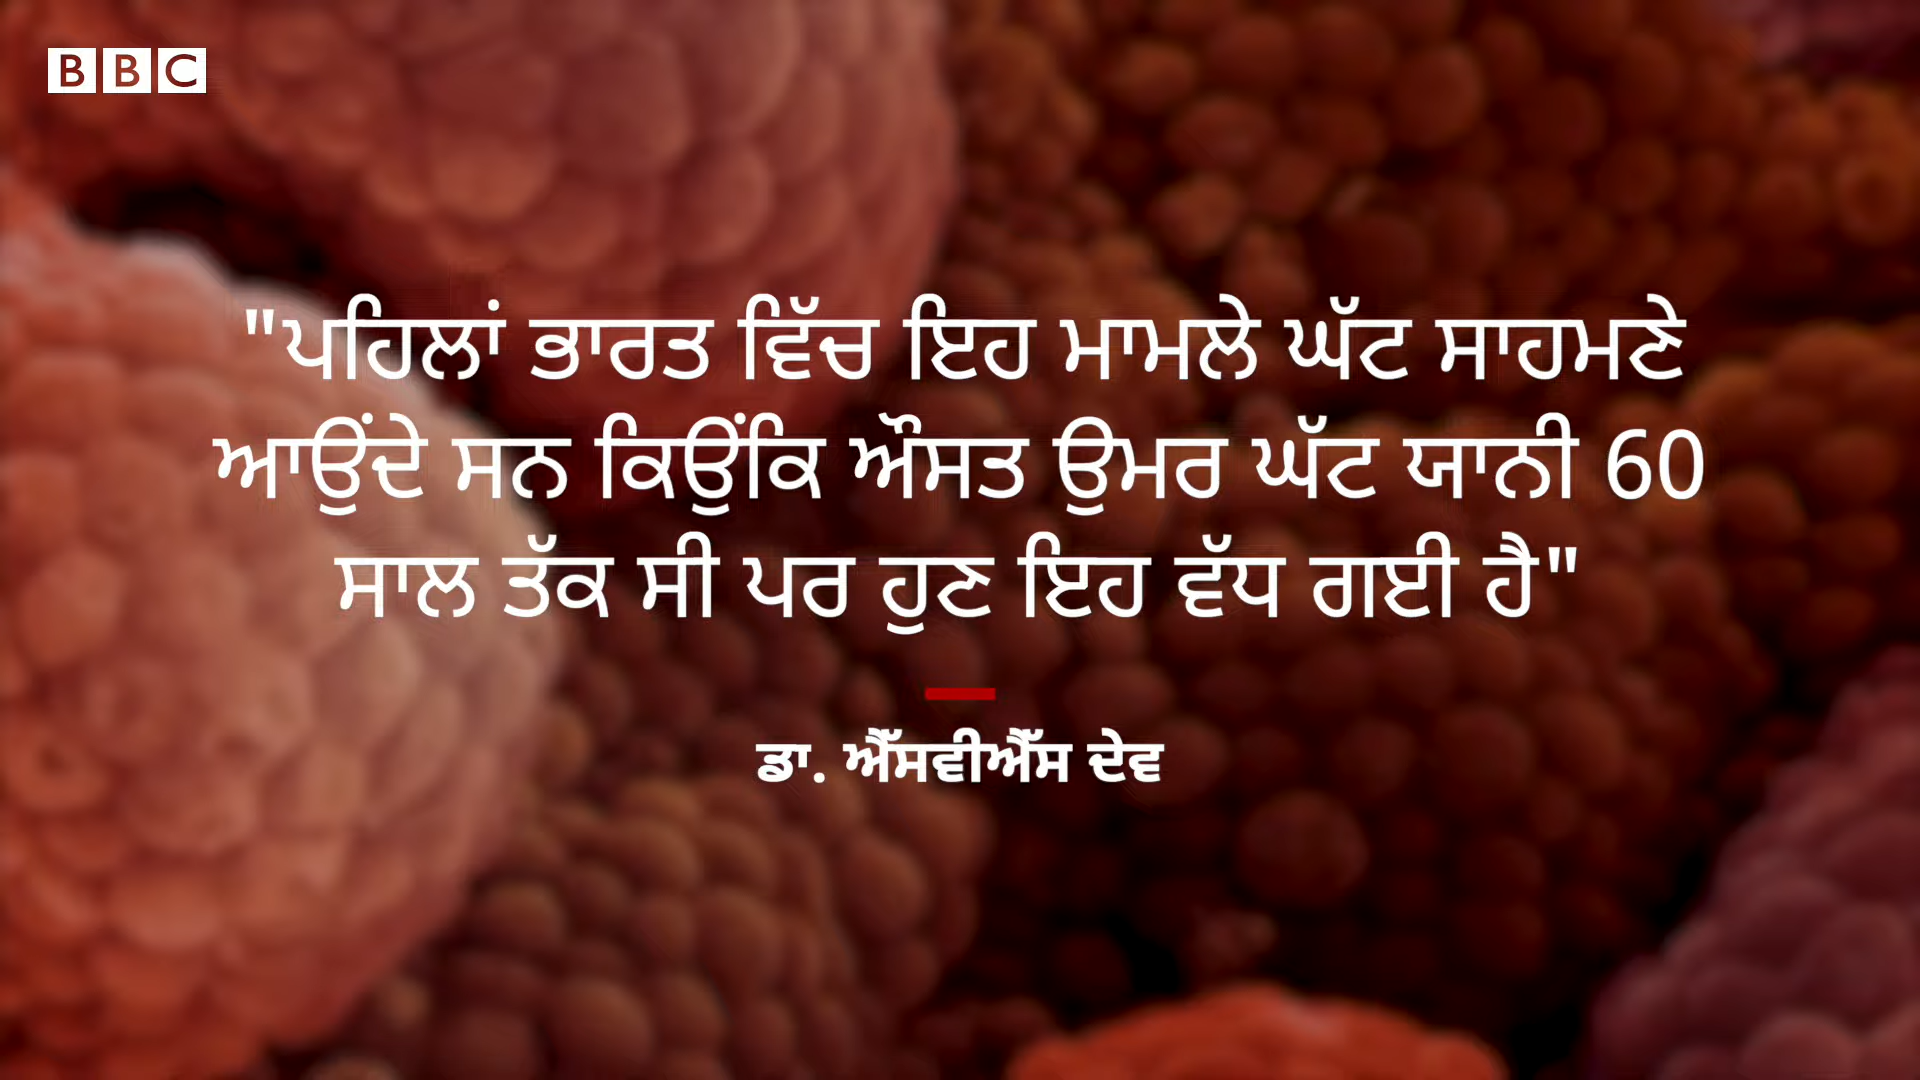 BBC
"ਪਹਿਲਾਂ ਭਾਰਤ ਵਿੱਚ ਇਹ ਮਾਮਲੇ ਘੱਟ ਸਾਹਮਣੇ
ਆਉਂਦੇ ਸਨ ਕਿਉਂਕਿ ਔਸਤ ਉਮਰ ਘੱਟ ਯਾਨੀ 60
ਸਾਲ ਤੱਕ ਸੀ ਪਰ ਹੁਣ ਇਹ ਵੱਧ ਗਈ ਹੈ"
ਡਾ. ਐੱਸਵੀਐੱਸ ਦੇਵ